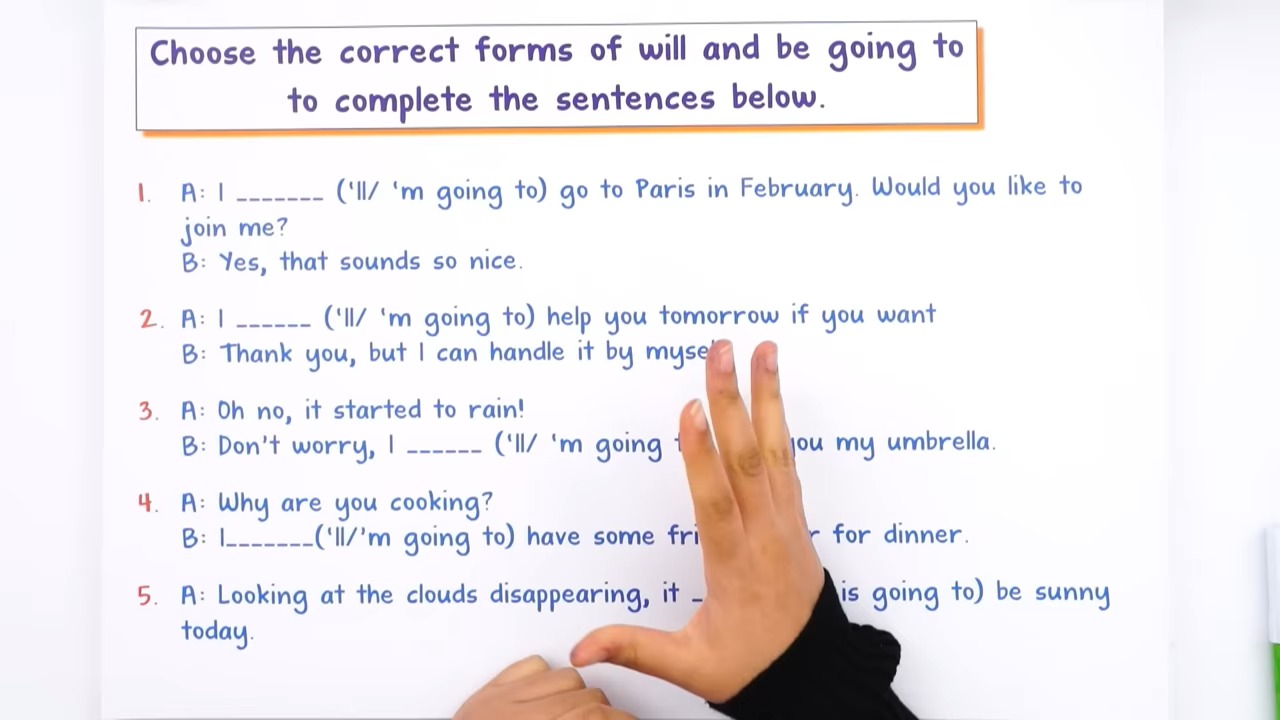 Choose the correct forms of will and be going to
to complete the sentences below.
1. A: I _______ ('ll/ 'm going to) go to Paris in February. Would you like to
join me?
B: Yes, that sounds so nice.
2. A: I ______ ('ll/ 'm going to) help you tomorrow if you want
B: Thank you, but I can handle it by
3. A: Oh no, it started to rain!
B: Don't worry, I ______ ('ll/ 'm going you my umbrella.
4. A: Why are you cooking?
B: I_______('ll/'m going to) have some for dinner.
5. A: Looking at the clouds disappearing, it _ is going to) be sunny
today.